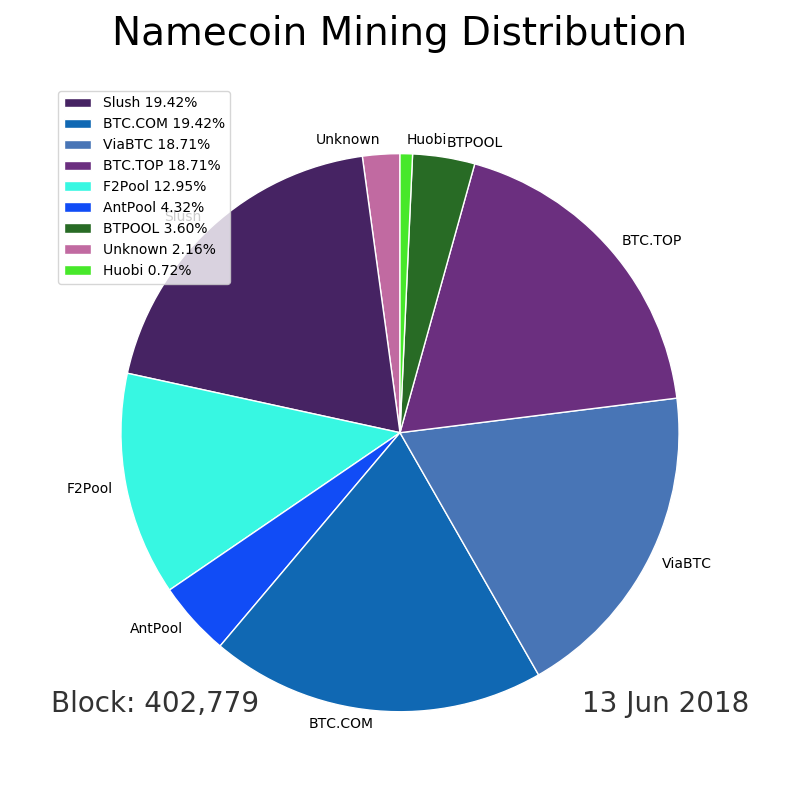 Namecoin Mining Distribution
Slush 19.42%
BTC.COM 19.42%
ViaBTC 18.71%
BTC.TOP 18.71%
F2Pool 12.95%
AntPool 4.32%
BTPOOL 3.60%
Unknown 2.16%
Huobi 0.72%
Unknown
Huobi
BTPOOL
Slush
BTC.TOP
F2Pool
ViaBTC
AntPool
Block: 402,779
13 Jun 2018
BTC.COM